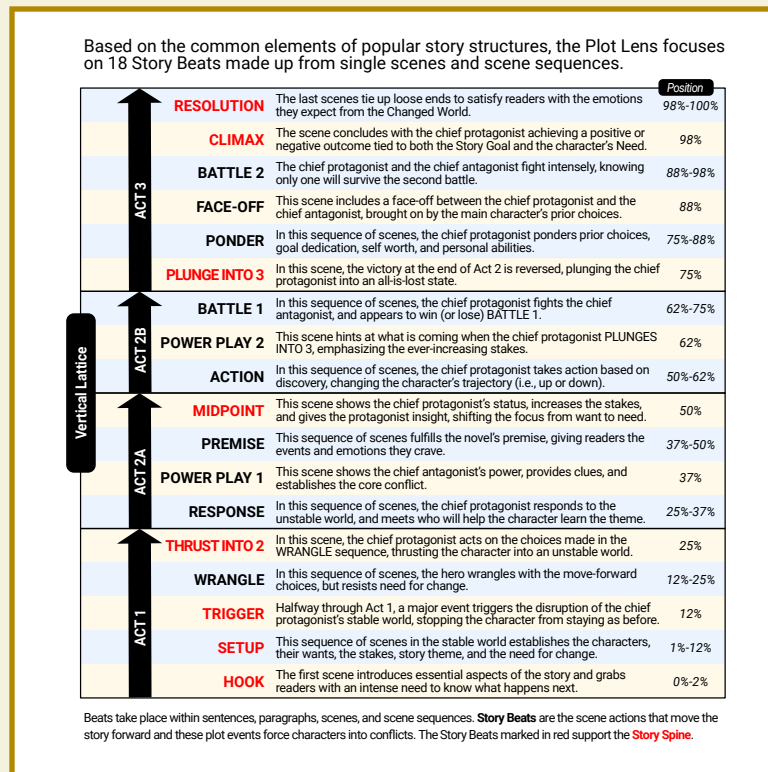 Based on the common elements of popular story structures, the Plot Lens focuses
on 18 Story Beats made up from single scenes and scene sequences.
Position
RESOLUTION The last scenes tie up loose ends to satisfy readers with the emotions
they expect from the Changed World. 98%-100%
CLIMAX The scene concludes with the chief protagonist achieving a positive or
negative outcome tied to both the Story Goal and the character's Need. 98%
BATTLE 2 The chief protagonist and the chief antagonist fight intensely, knowing
only one will survive the second battle. 88%-98%
FACE-OFF This scene includes a face-off between the chief protagonist and the
chief antagonist, brought on by the main character's prior choices. 88%
PONDER In this sequence of scenes, the chief protagonist ponders prior choices,
goal dedication, self worth, and personal abilities. 75%-88%
PLUNGE INTO 3 In this scene, the victory at the end of Act 2 is reversed, plunging the chief
protagonist into an all-is-lost state. 75%
ACT 3
BATTLE 1 In this sequence of scenes, the chief protagonist fights the chief
antagonist, and appears to win (or lose) BATTLE 1. 62%-75%
POWER PLAY 2 This scene hints at what is coming when the chief protagonist PLUNGES
INTO 3, emphasizing the ever-increasing stakes. 62%
ACTION In this sequence of scenes, the chief protagonist takes action based on
discovery, changing the character's trajectory (i.e., up or down). 50%-62%
ACT 2B
Vertical Lattice
MIDPOINT This scene shows the chief protagonist's status, increases the stakes,
and gives the protagonist insight, shifting the focus from want to need. 50%
PREMISE This sequence of scenes fulfills the novel's premise, giving readers the
events and emotions they crave. 37%-50%
POWER PLAY 1 This scene shows the chief antagonist's power, provides clues, and
establishes the core conflict. 37%
RESPONSE In this sequence of scenes, the chief protagonist responds to the
unstable world, and meets who will help the character learn the theme. 25%-37%
ACT 2A
THRUST INTO 2 In this scene, the chief protagonist acts on the choices made in the
WRANGLE sequence, thrusting the character into an unstable world. 25%
WRANGLE In this sequence of scenes, the hero wrangles with the move-forward
choices, but resists need for change. 12%-25%
TRIGGER Halfway through Act 1, a major event triggers the disruption of the chief
protagonist's stable world, stopping the character from staying as before. 12%
SETUP This sequence of scenes in the stable world establishes the characters,
their wants, the stakes, story theme, and the need for change. 1%-12%
HOOK The first scene introduces essential aspects of the story and grabs
readers with an intense need to know what happens next. 0%-2%
ACT 1
Beats take place within sentences, paragraphs, scenes, and scene sequences. Story Beats are the scene actions that move the
story forward and these plot events force characters into conflicts. The Story Beats marked in red support the Story Spine.